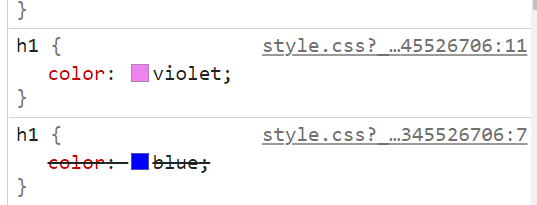 }
h1 { style.css?_…45526706:11
color: violet;
}
h1 { style.css?_…345526706:7
color: blue;
}